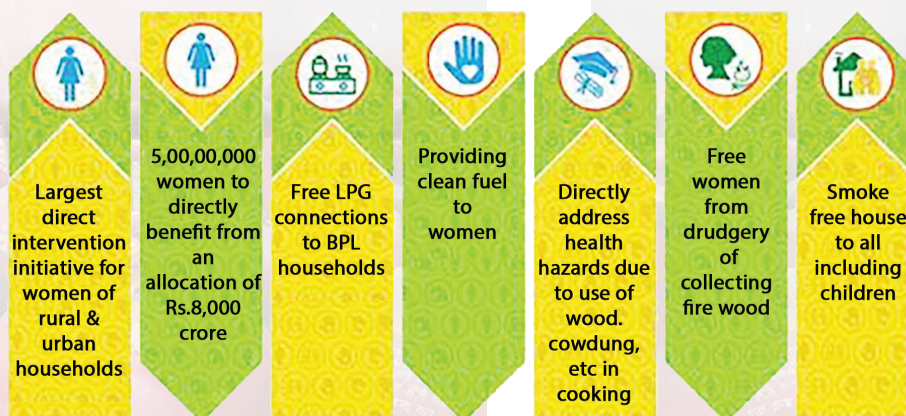 Largest
direct
intervention
initiative for
women of
rural &
urban
households
5,00,00,000
women to
directly
benefit from
an
allocation of
Rs.8,000
crore
Free LPG
connections
to BPL
households
Providing
clean fuel
to
women
Directly
address
health
hazards due
to use of
wood.
cowdung,
etc in
cooking
Free
women
from
drudgery
of
collecting
fire wood
Smoke
free house
to all
including
children